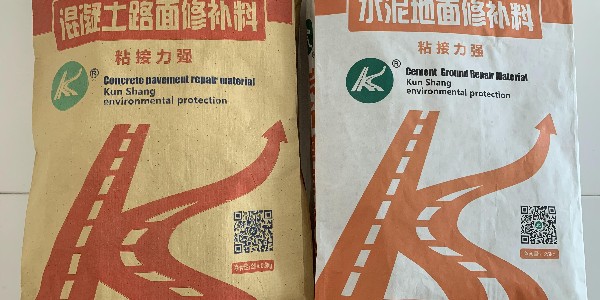 混凝土路面修补料
粘接力强
®
Concrete pavement repair material
Kun Shang
environmental protection
水泥地面修补料
粘接力强
®
Cement Ground Repair Material
Kun Shang
environmental protection